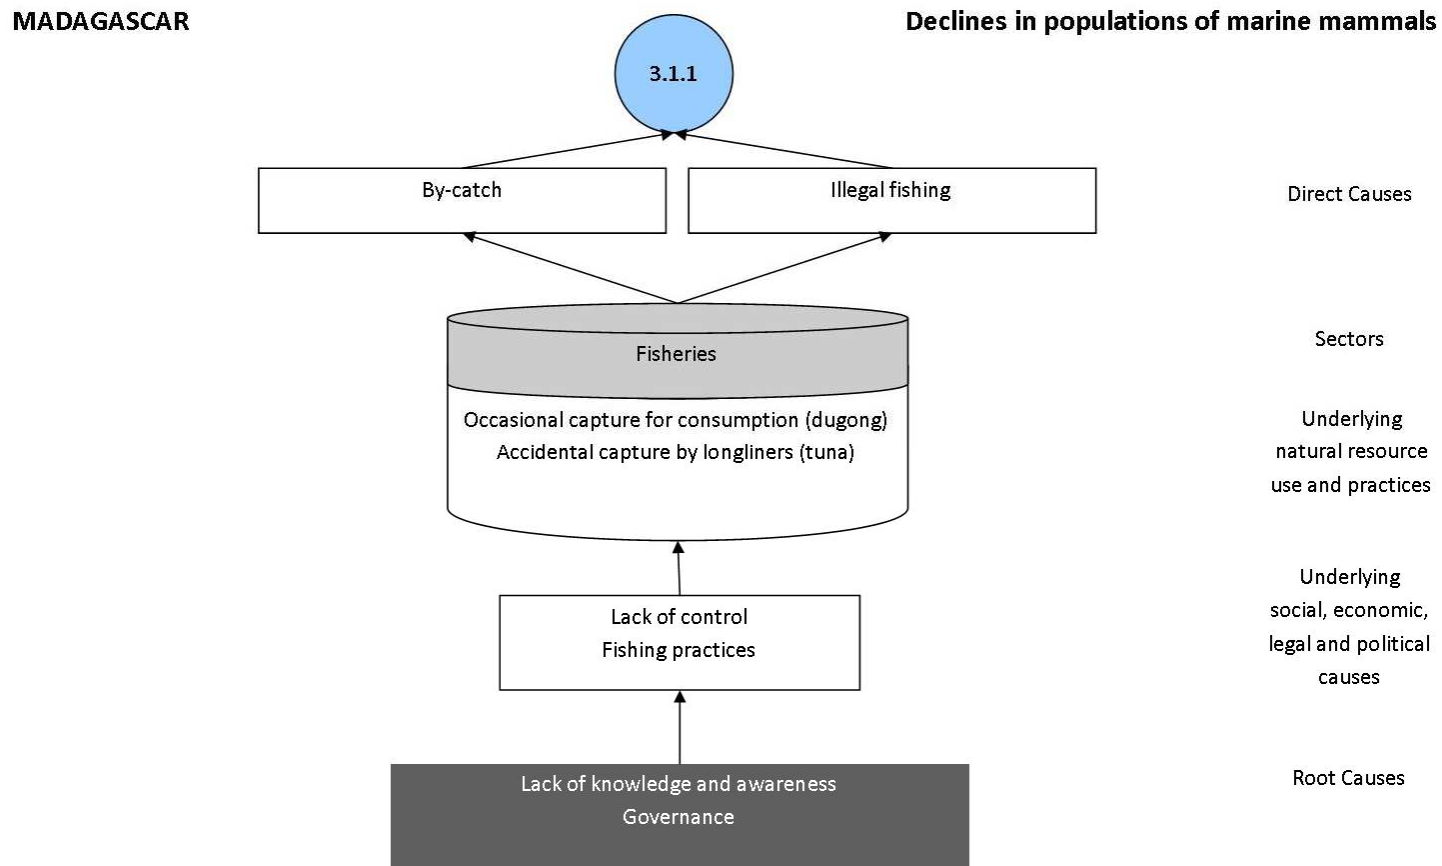 MADAGASCAR
Declines in populations of marine mammals
3.1.1
By-catch
Illegal fishing
Direct Causes
Fisheries
Sectors
Occasional capture for consumption (dugong)
Accidental capture by longliners (tuna)
Underlying
natural resource
use and practices
Lack of control
Fishing practices
Underlying
social, economic,
legal and political
causes
Lack of knowledge and awareness
Governance
Root Causes